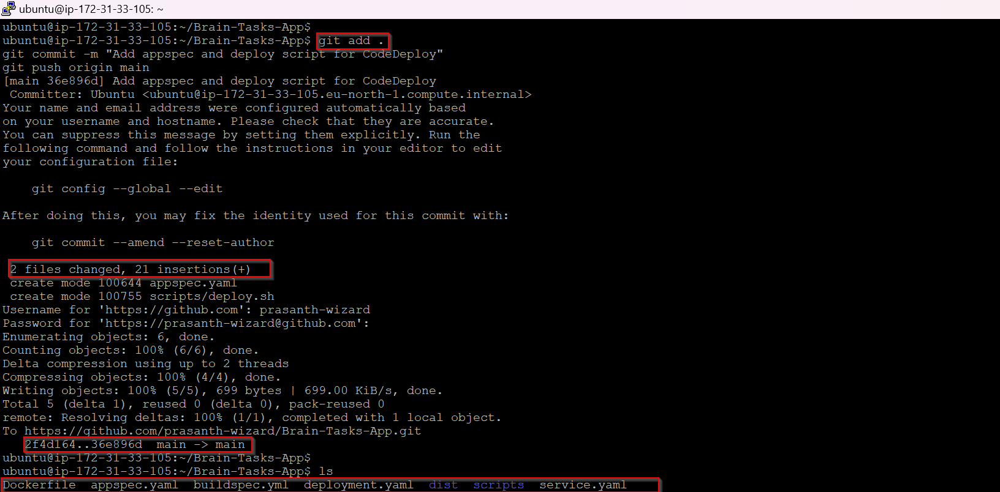 ubuntu@ip-172-31-33-105: ~
ubuntu@ip-172-31-33-105:~/Brain-Tasks-App$
ubuntu@ip-172-31-33-105:~/Brain-Tasks-App$ git add .
git commit -m "Add appspec and deploy script for CodeDeploy"
git push origin main
[main 36e896d] Add appspec and deploy script for CodeDeploy
 Committer: Ubuntu <ubuntu@ip-172-31-33-105.eu-north-1.compute.internal>
Your name and email address were configured automatically based
on your username and hostname. Please check that they are accurate.
You can suppress this message by setting them explicitly. Run the
following command and follow the instructions in your editor to edit
your configuration file:

    git config --global --edit

After doing this, you may fix the identity used for this commit with:

    git commit --amend --reset-author

 2 files changed, 21 insertions(+)
 create mode 100644 appspec.yaml
 create mode 100755 scripts/deploy.sh
Username for 'https://github.com': prasanth-wizard
Password for 'https://prasanth-wizard@github.com':
Enumerating objects: 6, done.
Counting objects: 100% (6/6), done.
Delta compression using up to 2 threads
Compressing objects: 100% (4/4), done.
Writing objects: 100% (5/5), 699 bytes | 699.00 KiB/s, done.
Total 5 (delta 1), reused 0 (delta 0), pack-reused 0
remote: Resolving deltas: 100% (1/1), completed with 1 local object.
To https://github.com/prasanth-wizard/Brain-Tasks-App.git
   2f4d164..36e896d  main -> main
ubuntu@ip-172-31-33-105:~/Brain-Tasks-App$
ubuntu@ip-172-31-33-105:~/Brain-Tasks-App$ ls
Dockerfile  appspec.yaml  buildspec.yml  deployment.yaml  dist  scripts  service.yaml